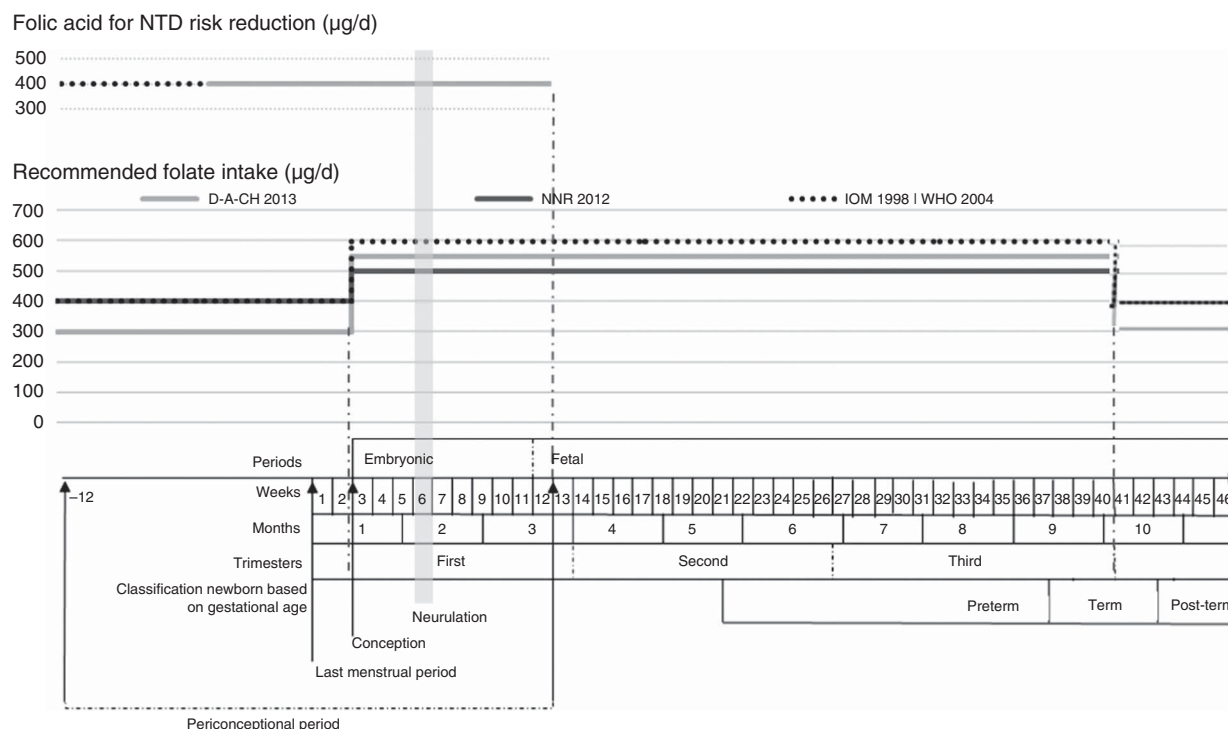 Folic acid for NTD risk reduction (µg/d)
500
400
300
Recommended folate intake (µg/d)
D-A-CH 2013 NNR 2012 IOM 1998 I WHO 2004
700
600
500
400
300
200
100
0
Periods Embryonic Fetal
Weeks –12 1 2 3 4 5 6 7 8 9 10 11 12 13 14 15 16 17 18 19 20 21 22 23 24 25 26 27 28 29 30 31 32 33 34 35 36 37 38 39 40 41 42 43 44 45 46
Months 1 2 3 4 5 6 7 8 9 10
Trimesters First Second Third
Classification newborn based
on gestational age
Preterm Term Post-term
Neurulation
Conception
Last menstrual period
Periconceptional period